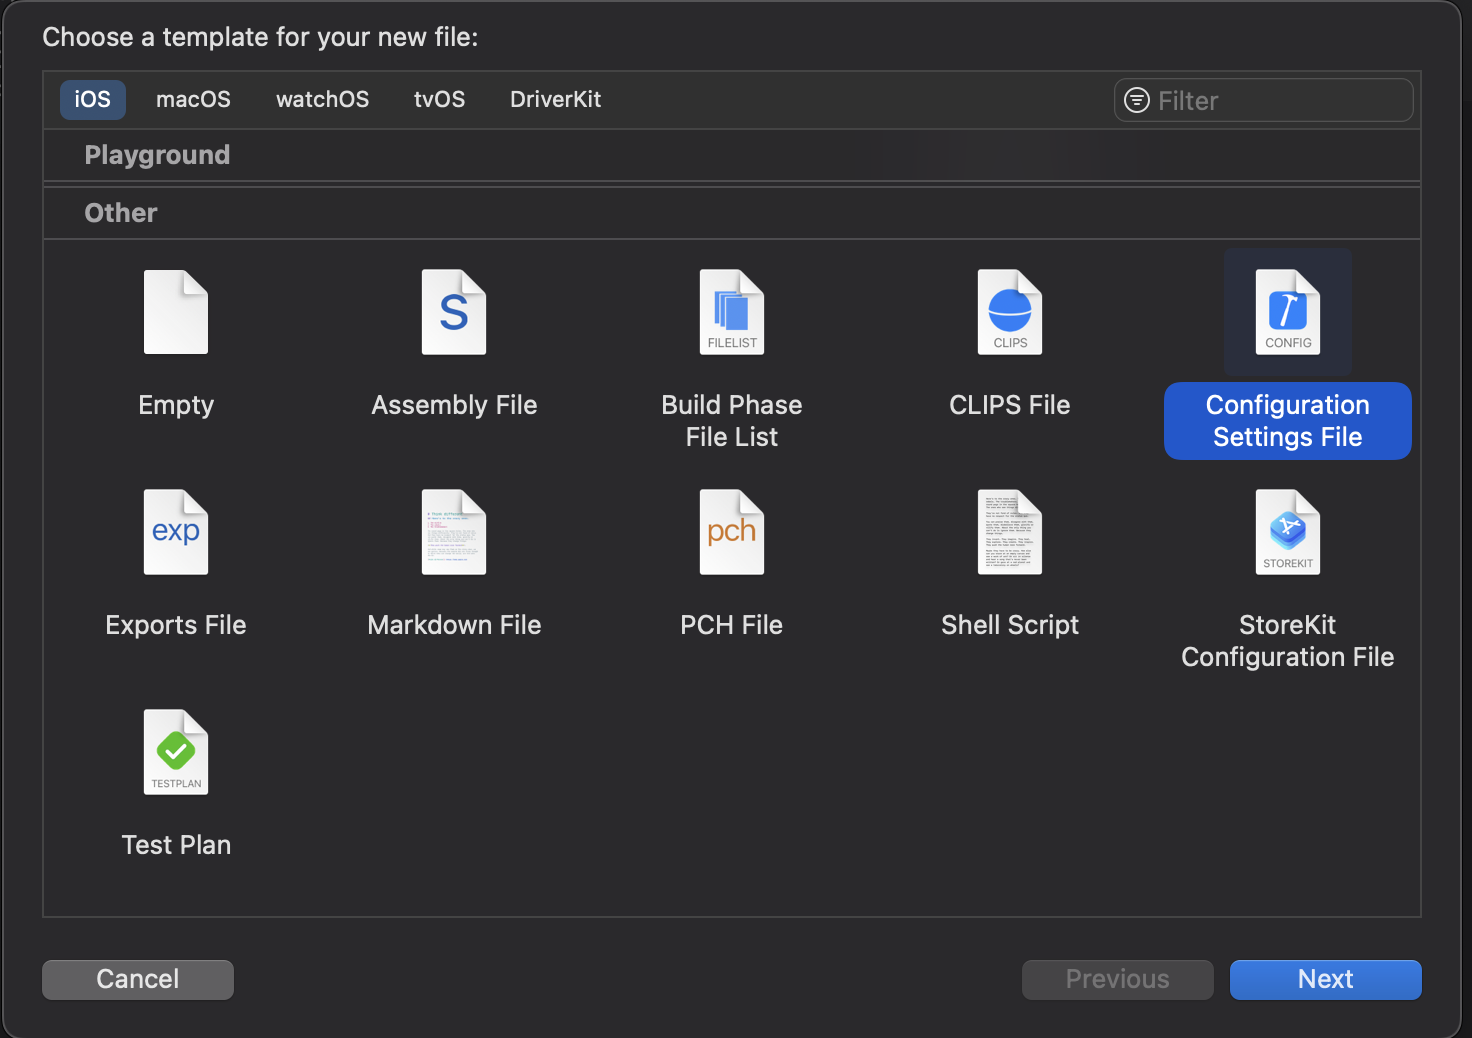 Choose a template for your new file:
iOS macOS watchOS tvOS DriverKit Filter
Playground
Other
S
FILELIST
CLIPS
CONFIG
Empty
Assembly File
Build Phase
File List
CLIPS File
Configuration
Settings File
exp
pch
STOREKIT
Exports File
Markdown File
PCH File
Shell Script
StoreKit
Configuration File
TESTPLAN
Test Plan
Cancel Previous Next